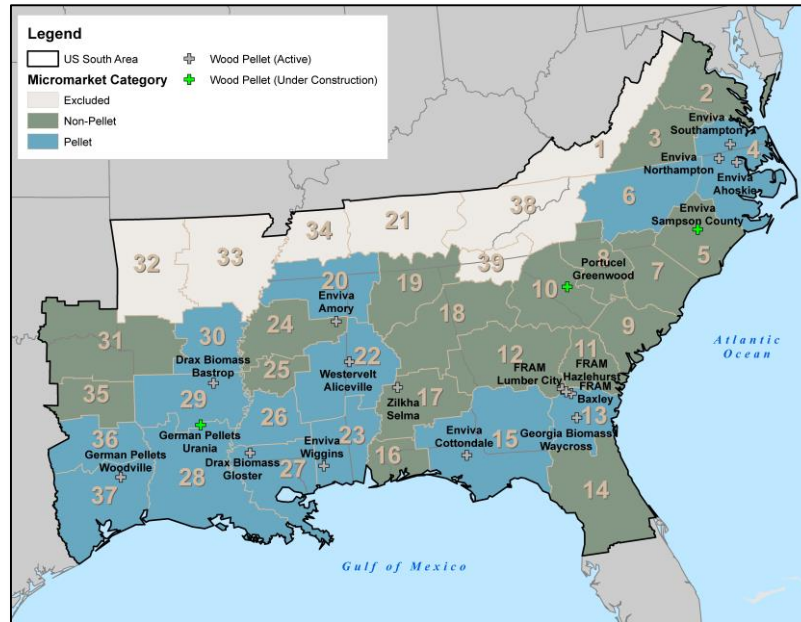 Legend
US South Area
Wood Pellet (Active)
Micromarket Category
Wood Pellet (Under Construction)
Excluded
Non-Pellet
Pellet
2
Enviva
Southampton
3
4
1
Enviva
Northampton
Enviva
Ahoskie
6
38
Enviva
Sampson County
34
21
32
33
5
39
8
Portucel
Greenwood
20
19
7
10
Enviva
Amory
24
18
30
31
9
Drax Biomass
Bastrop
22
11
12
25
Westervelt
Aliceville
FRAM
Hazlehurst
FRAM
Lumber City
35
29
17
FRAM
Baxley
Zilkha
Selma
26
13
36
German Pellets
Urania
Enviva
Wiggins
23
Enviva
Cottondale
15
Georgia Biomass
Waycross
German Pellets
Woodville
Drax Biomass
Gloster
16
27
28
37
14
Atlantic
Ocean
Gulf of Mexico